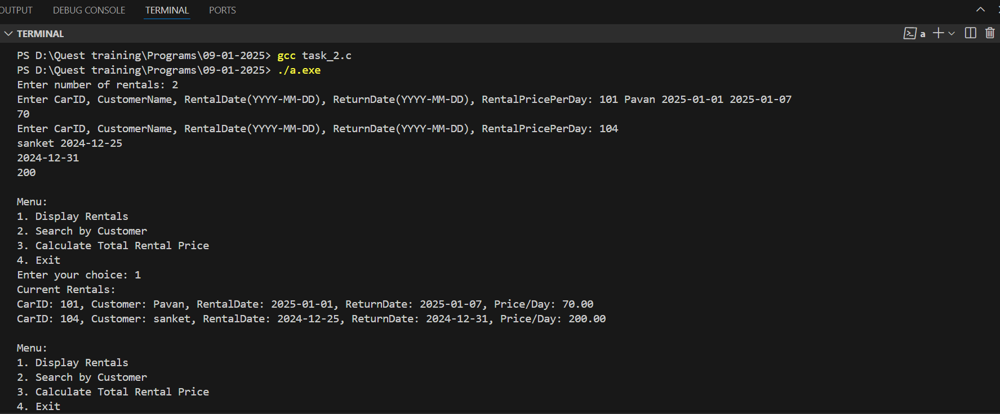 OUTPUT DEBUG CONSOLE TERMINAL PORTS
TERMINAL a
PS D:\Quest training\Programs\09-01-2025> gcc task_2.c
PS D:\Quest training\Programs\09-01-2025> ./a.exe
Enter number of rentals: 2
Enter CarID, CustomerName, RentalDate(YYYY-MM-DD), ReturnDate(YYYY-MM-DD), RentalPricePerDay: 101 Pavan 2025-01-01 2025-01-07
70
Enter CarID, CustomerName, RentalDate(YYYY-MM-DD), ReturnDate(YYYY-MM-DD), RentalPricePerDay: 104
sanket 2024-12-25
2024-12-31
200

Menu:
1. Display Rentals
2. Search by Customer
3. Calculate Total Rental Price
4. Exit
Enter your choice: 1
Current Rentals:
CarID: 101, Customer: Pavan, RentalDate: 2025-01-01, ReturnDate: 2025-01-07, Price/Day: 70.00
CarID: 104, Customer: sanket, RentalDate: 2024-12-25, ReturnDate: 2024-12-31, Price/Day: 200.00

Menu:
1. Display Rentals
2. Search by Customer
3. Calculate Total Rental Price
4. Exit